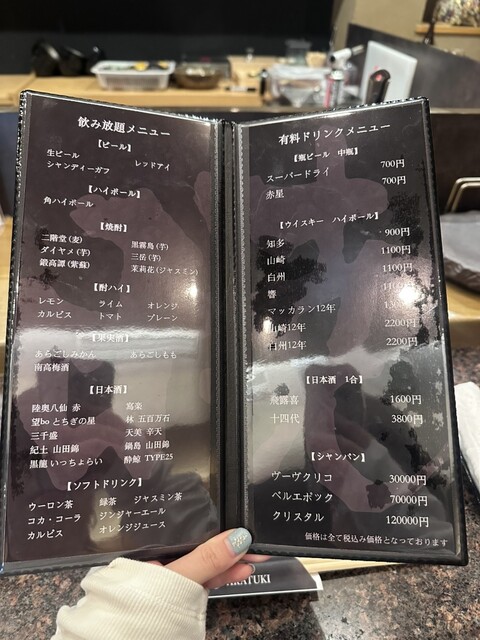 飲み放題メニュー
【ビール】
生ビール レッドアイ
シャンディーガフ
【ハイボール】
角ハイボール
【焼酎】
二階堂(麦) 黒霧島(芋)
ダイヤメ(芋) 三岳(芋)
鍛高譚(紫蘇) 茉莉花(ジャスミン)
【酎ハイ】
レモン ライム オレンジ
カルピス トマト プレーン
【果実酒】
あらごしみかん あらごしもも
南高梅酒
【日本酒】
陸奥八仙 赤 寫楽
望bo とちぎの星 林 五百万石
三千盛 天美 辛天
紀土 山田錦 鍋島 山田錦
黒龍 いっちょらい 酔鯨 TYPE25
【ソフトドリンク】
ウーロン茶 緑茶 ジャスミン茶
コカ・コーラ ジンジャーエール
カルピス オレンジジュース
有料ドリンクメニュー
【瓶ビール 中瓶】
スーパードライ 700円
赤星 700円
【ウイスキー ハイボール】
知多 900円
山崎 1100円
白州 1100円
響
マッカラン12年
山崎12年 2200円
白州12年 2200円
【日本酒 1合】
飛露喜 1600円
十四代 3800円
【シャンパン】
ヴーヴクリコ 30000円
ベルエポック 70000円
クリスタル 120000円
価格は全て税込み価格となっております